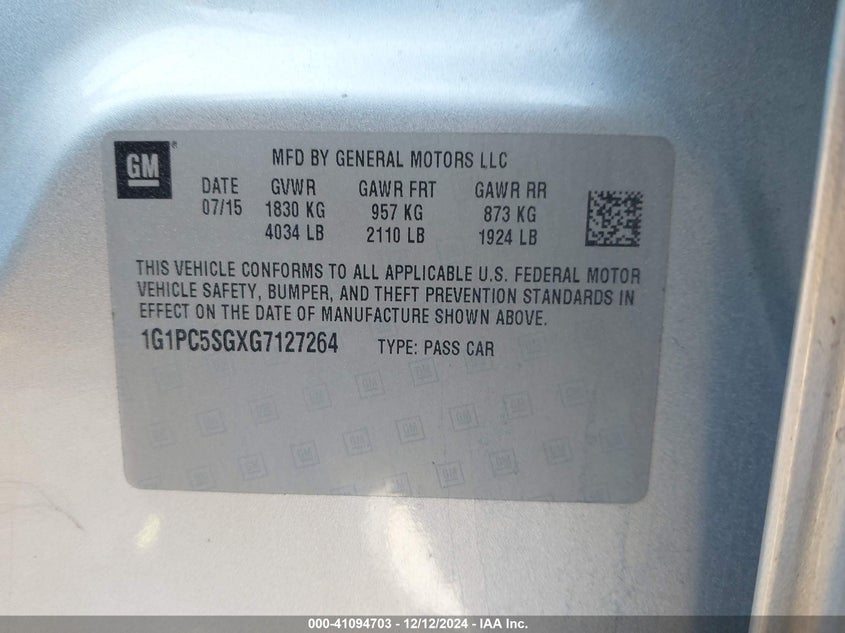 GM
MFD BY GENERAL MOTORS LLC
DATE GVWR GAWR FRT GAWR RR
07/15 1830 KG 957 KG 873 KG
4034 LB 2110 LB 1924 LB
THIS VEHICLE CONFORMS TO ALL APPLICABLE U.S. FEDERAL MOTOR
VEHICLE SAFETY, BUMPER, AND THEFT PREVENTION STANDARDS IN
EFFECT ON THE DATE OF MANUFACTURE SHOWN ABOVE.
1G1PC5SGXG7127264 TYPE: PASS CAR
000-41094703 - 12/12/2024 - IAA Inc.